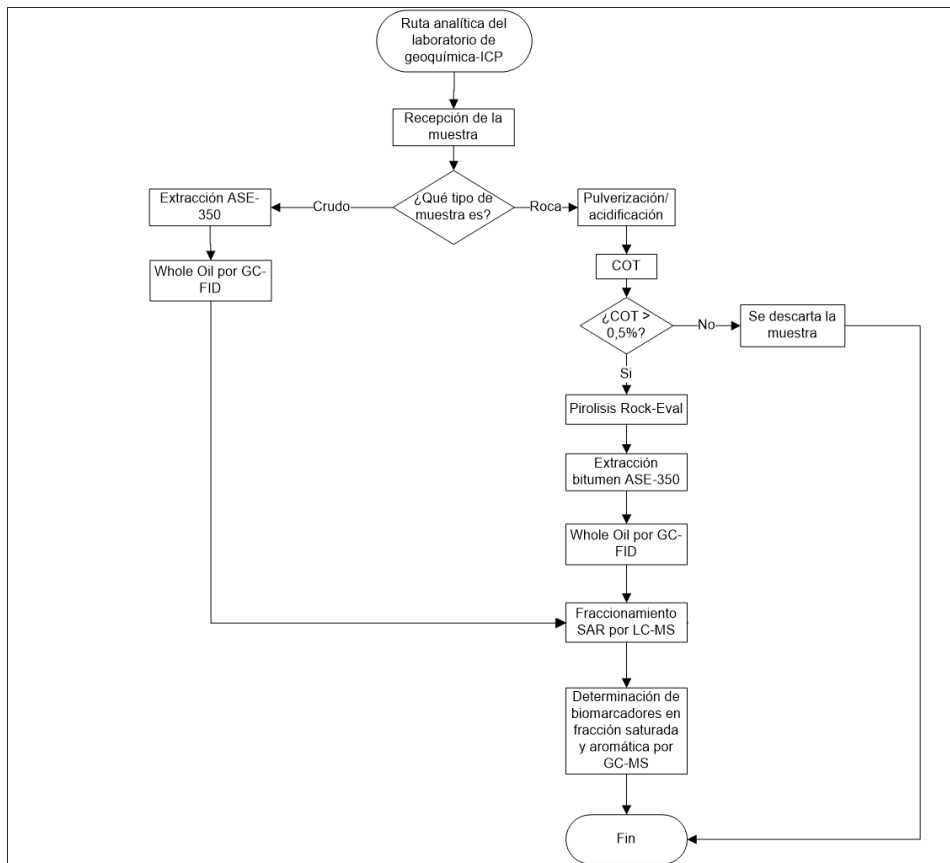 Ruta analítica del
laboratorio de
geoquímica-ICP
Recepción de la
muestra
¿Qué tipo de
muestra es?
Crudo
Roca
Extracción ASE-
350
Pulverización/
acidificación
Whole Oil por GC-
FID
COT
¿COT >
0,5%?
No
Se descarta la
muestra
Si
Pirolisis Rock-Eval
Extracción
bitumen ASE-350
Whole Oil por GC-
FID
Fraccionamiento
SAR por LC-MS
Determinación de
biomarcadores en
fracción saturada
y aromática por
GC-MS
Fin